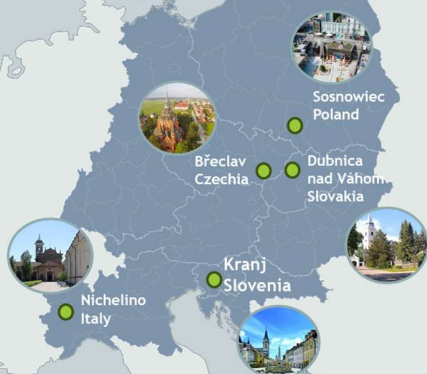 Sosnowiec
Poland
Břeclav
Czechia
Dubnica
nad Váhom
Slovakia
Kranj
Slovenia
Nichelino
Italy